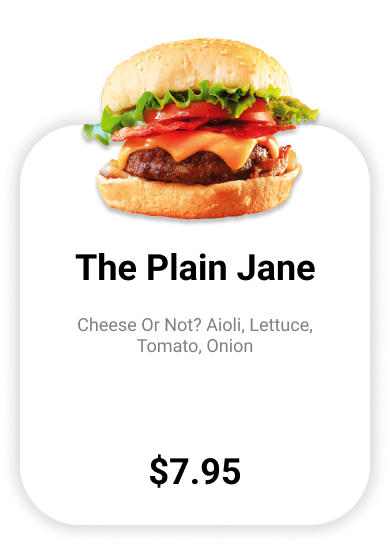 The Plain Jane
Cheese Or Not? Aioli, Lettuce,
Tomato, Onion
$7.95